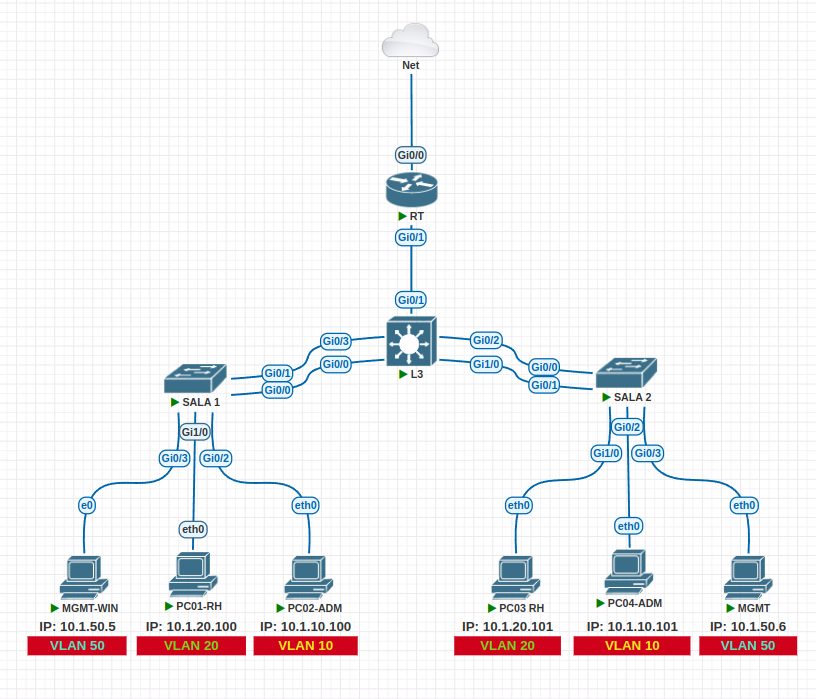 Net
Gi0/0
RT
Gi0/1
Gi0/1
Gi0/3
Gi0/2
Gi0/0
Gi1/0
L3
Gi0/1
Gi0/0
Gi0/0
Gi0/1
SALA 1
SALA 2
Gi1/0
Gi0/2
Gi0/3
Gi0/2
Gi1/0
Gi0/3
e0
eth0
eth0
eth0
eth0
eth0
MGMT-WIN
PC01-RH
PC02-ADM
PC03 RH
PC04-ADM
MGMT
IP: 10.1.50.5
IP: 10.1.20.100
IP: 10.1.10.100
IP: 10.1.20.101
IP: 10.1.10.101
IP: 10.1.50.6
VLAN 50
VLAN 20
VLAN 10
VLAN 20
VLAN 10
VLAN 50